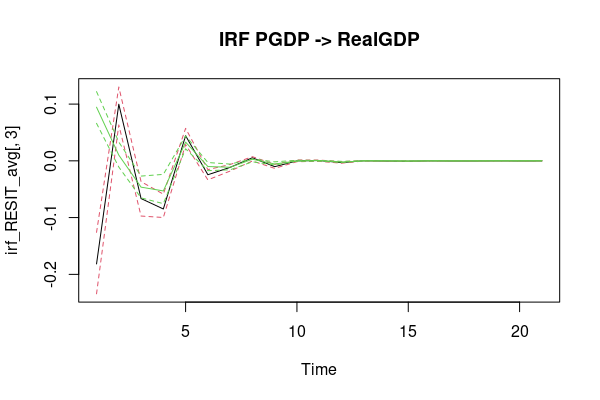 IRF PGDP -> RealGDP
irf_RESIT_avg[, 3]
0.1
0.0
-0.1
-0.2
5
10
15
20
Time